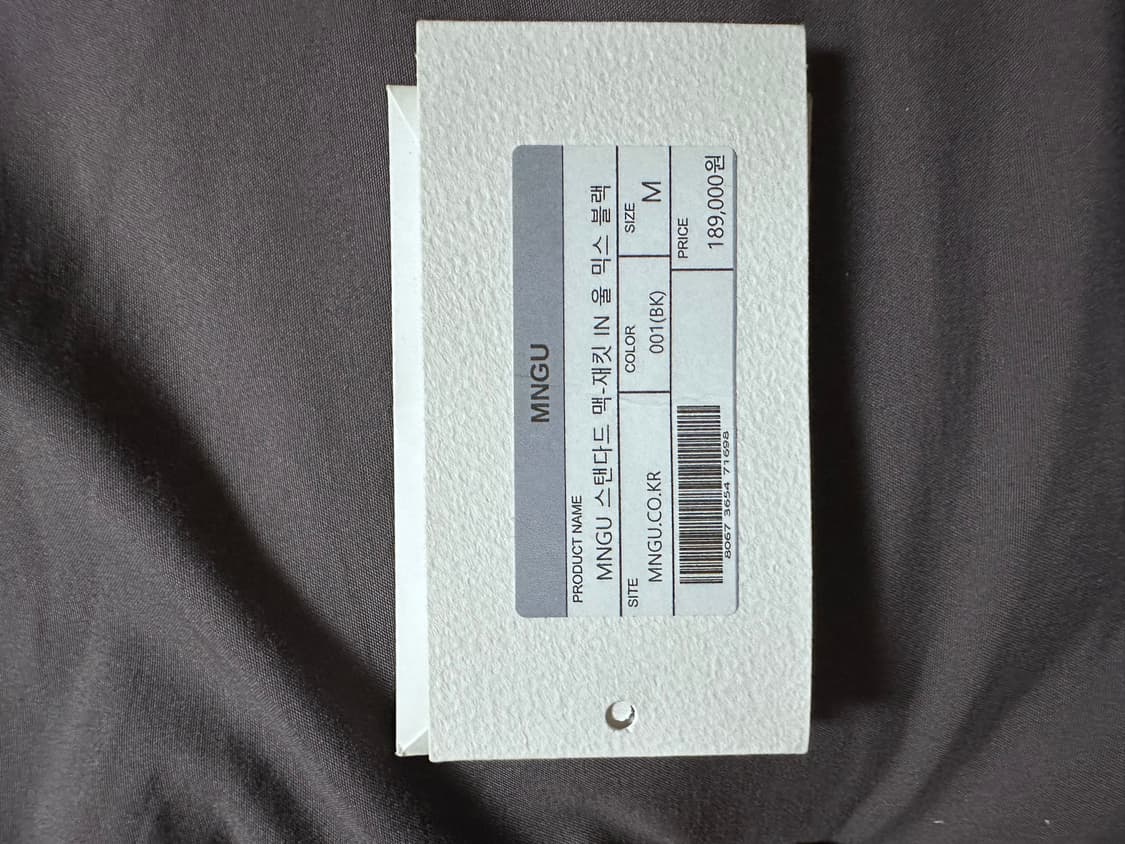 MNGU
PRODUCT NAME
MNGU 스탠다드 맥-재킷 IN 울 믹스 블랙
SITE
MNGU.CO.KR
COLOR
001(BK)
SIZE
M
8067 3654 71698
PRICE
189,000원